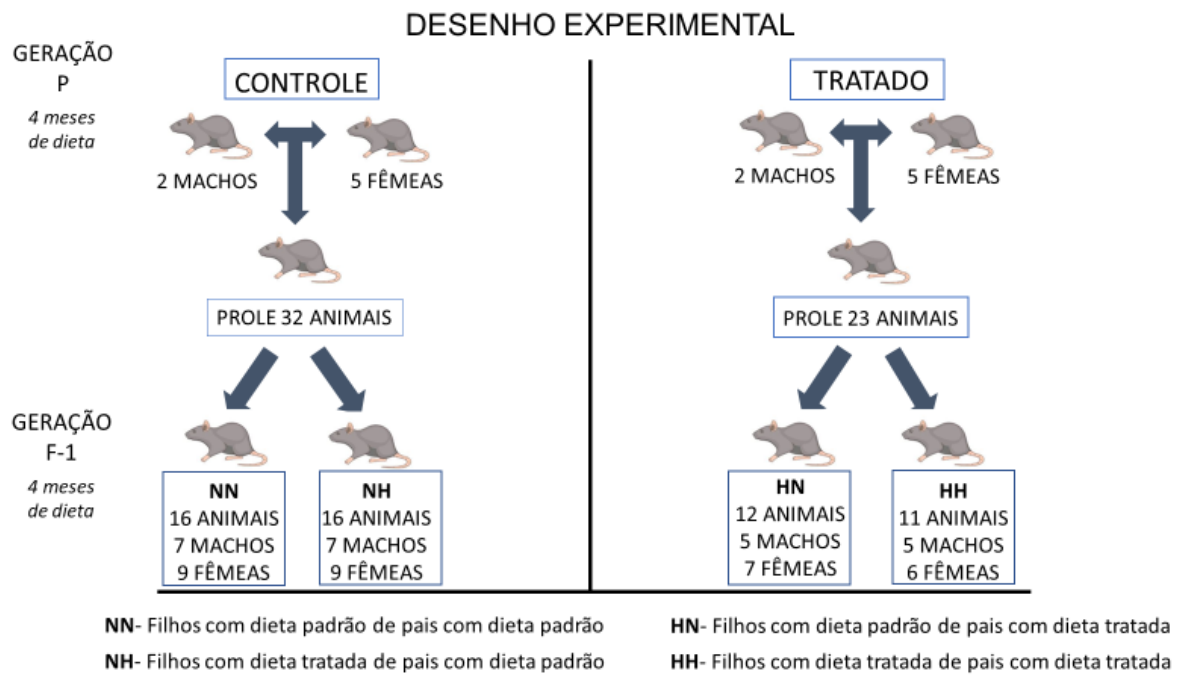 DESENHO EXPERIMENTAL
GERAÇÃO
P
4 meses
de dieta
CONTROLE
2 MACHOS
5 FÊMEAS
PROLE 32 ANIMAIS
TRATADO
2 MACHOS
5 FÊMEAS
PROLE 23 ANIMAIS
GERAÇÃO
F-1
4 meses
de dieta
NN
16 ANIMAIS
7 MACHOS
9 FÊMEAS
NH
16 ANIMAIS
7 MACHOS
9 FÊMEAS
HN
12 ANIMAIS
5 MACHOS
7 FÊMEAS
HH
11 ANIMAIS
5 MACHOS
6 FÊMEAS
NN- Filhos com dieta padrão de pais com dieta padrão
NH- Filhos com dieta tratada de pais com dieta padrão
HN- Filhos com dieta padrão de pais com dieta tratada
HH- Filhos com dieta tratada de pais com dieta tratada